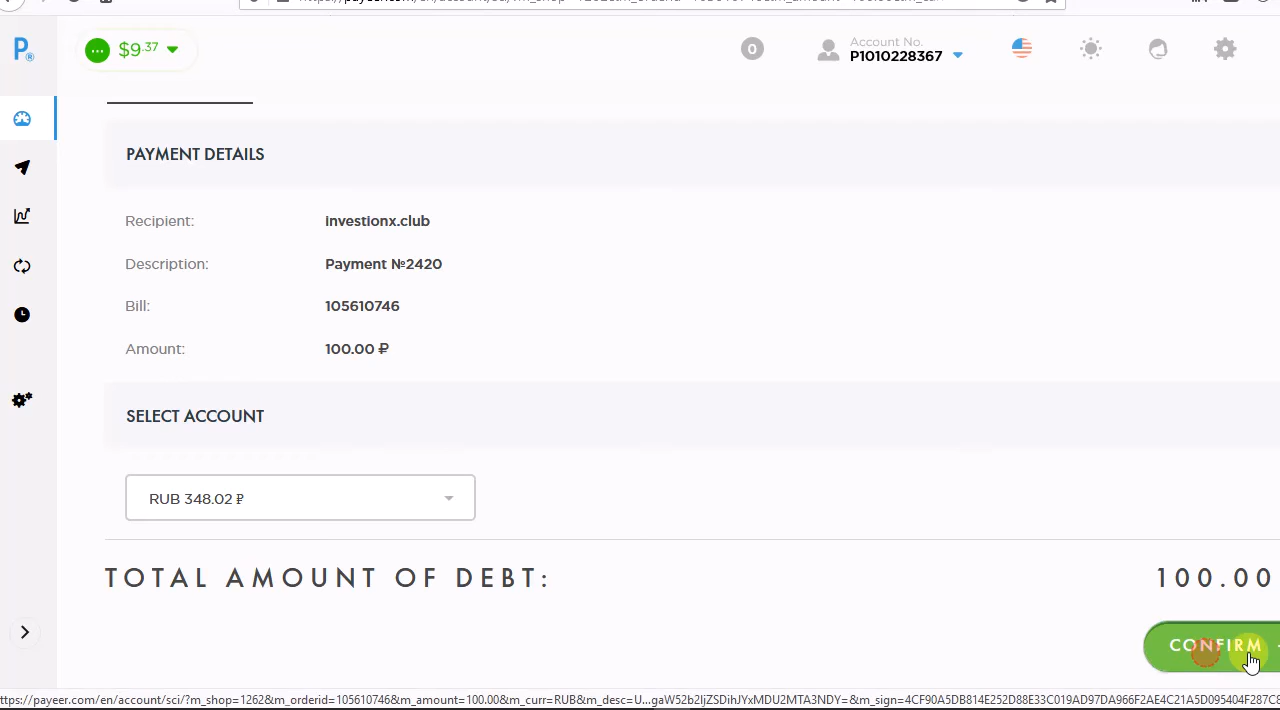 P®
$9.37
0
Account No.
P1010228367
PAYMENT DETAILS
Recipient: investionx.club
Description: Payment №2420
Bill: 105610746
Amount: 100.00 ₽
SELECT ACCOUNT
RUB 348.02 ₽
TOTAL AMOUNT OF DEBT: 100.00
CONFIRM
ttps://payeer.com/en/account/sci/?m_shop=1262&m_orderid=105610746&m_amount=100.00&m_curr=RUB&m_desc=U...gaW52b2ljZSDihJYxMDU2MTA3NDY=&m_sign=4CF90A5DB814E252D88E33C019AD97DA966F2AE4C21A5D095404F287C8